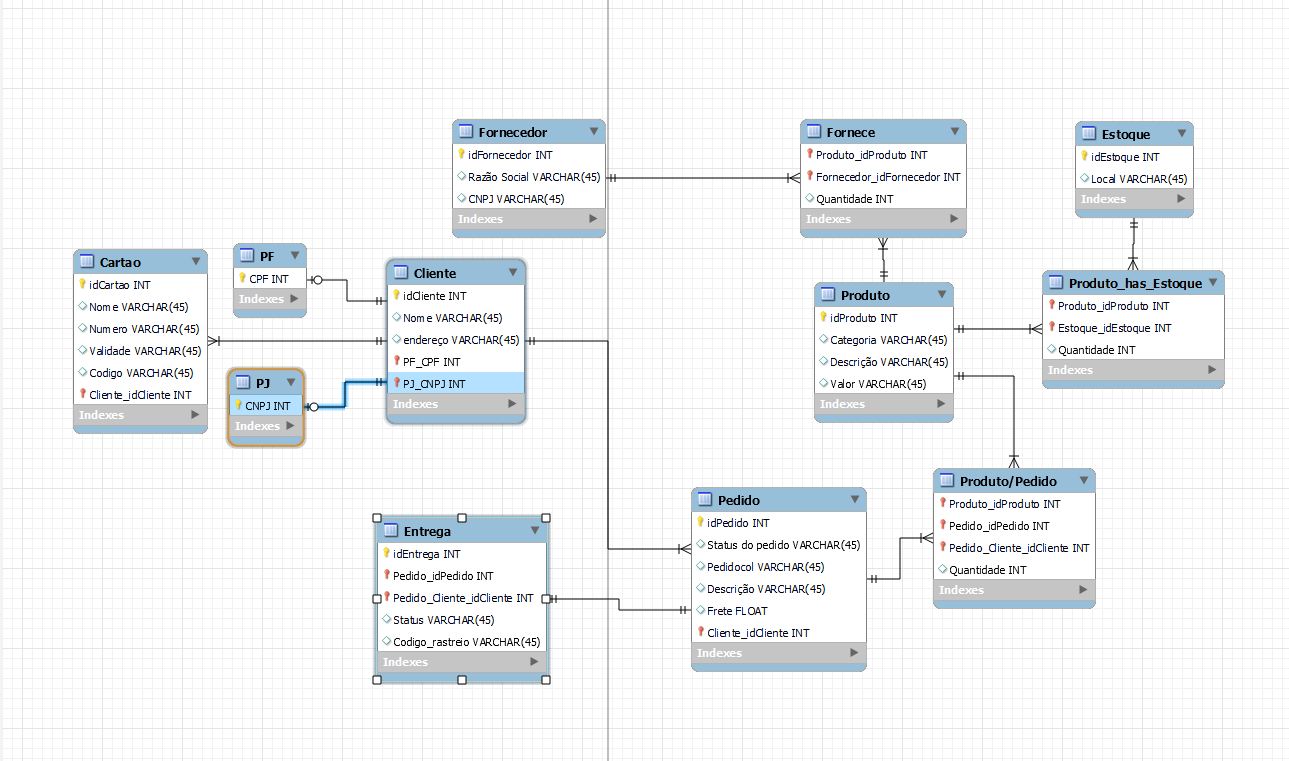 Fornecedor
idFornecedor INT
Razão Social VARCHAR(45)
CNPJ VARCHAR(45)
Indexes
Fornece
Produto_idProduto INT
Fornecedor_idFornecedor INT
Quantidade INT
Indexes
Estoque
idEstoque INT
Local VARCHAR(45)
Indexes
Cartao
idCartao INT
Nome VARCHAR(45)
Numero VARCHAR(45)
Validade VARCHAR(45)
Codigo VARCHAR(45)
Cliente_idCliente INT
Indexes
PF
CPF INT
Indexes
PJ
CNPJ INT
Indexes
Cliente
idCliente INT
Nome VARCHAR(45)
endereço VARCHAR(45)
PF_CPF INT
PJ_CNPJ INT
Indexes
Produto
idProduto INT
Categoria VARCHAR(45)
Descrição VARCHAR(45)
Valor VARCHAR(45)
Indexes
Produto_has_Estoque
Produto_idProduto INT
Estoque_idEstoque INT
Quantidade INT
Indexes
Entrega
idEntrega INT
Pedido_idPedido INT
Pedido_Cliente_idCliente INT
Status VARCHAR(45)
Codigo_rastreio VARCHAR(45)
Indexes
Pedido
idPedido INT
Status do pedido VARCHAR(45)
Pedidocol VARCHAR(45)
Descrição VARCHAR(45)
Frete FLOAT
Cliente_idCliente INT
Indexes
Produto/Pedido
Produto_idProduto INT
Pedido_idPedido INT
Pedido_Cliente_idCliente INT
Quantidade INT
Indexes